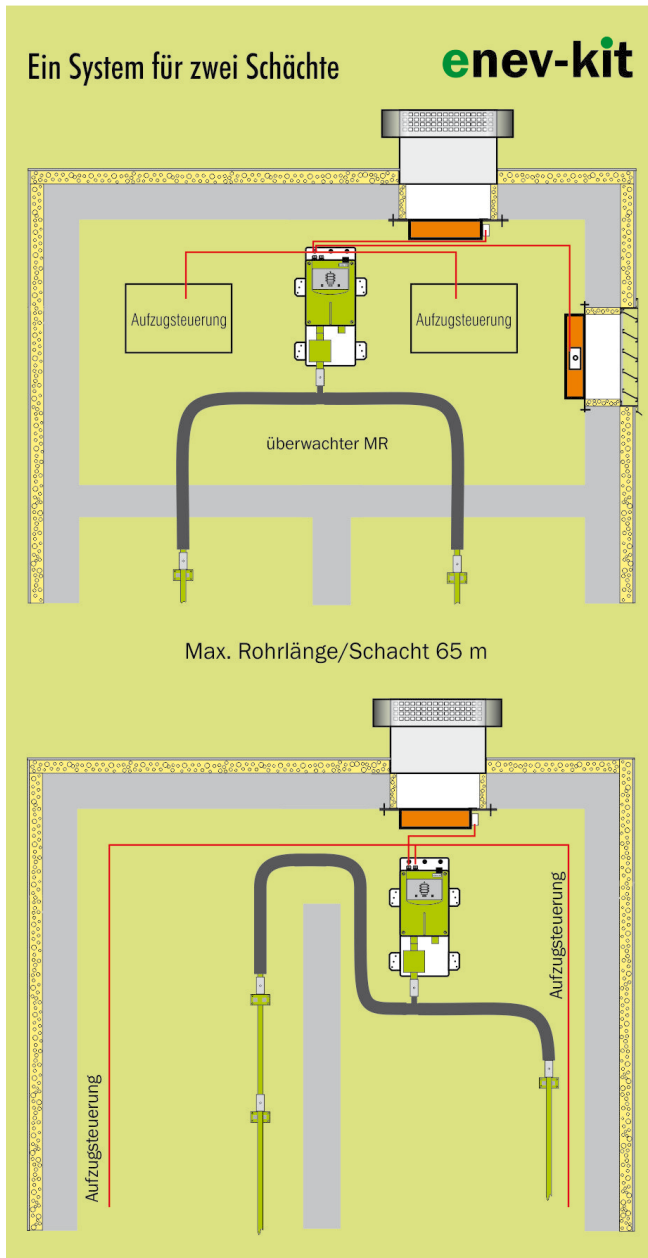 Ein System für zwei Schächte
enev-kit
Aufzugsteuerung
Aufzugsteuerung
überwachter MR
Max. Rohrlänge/Schacht 65 m
Aufzugsteuerung
Aufzugsteuerung